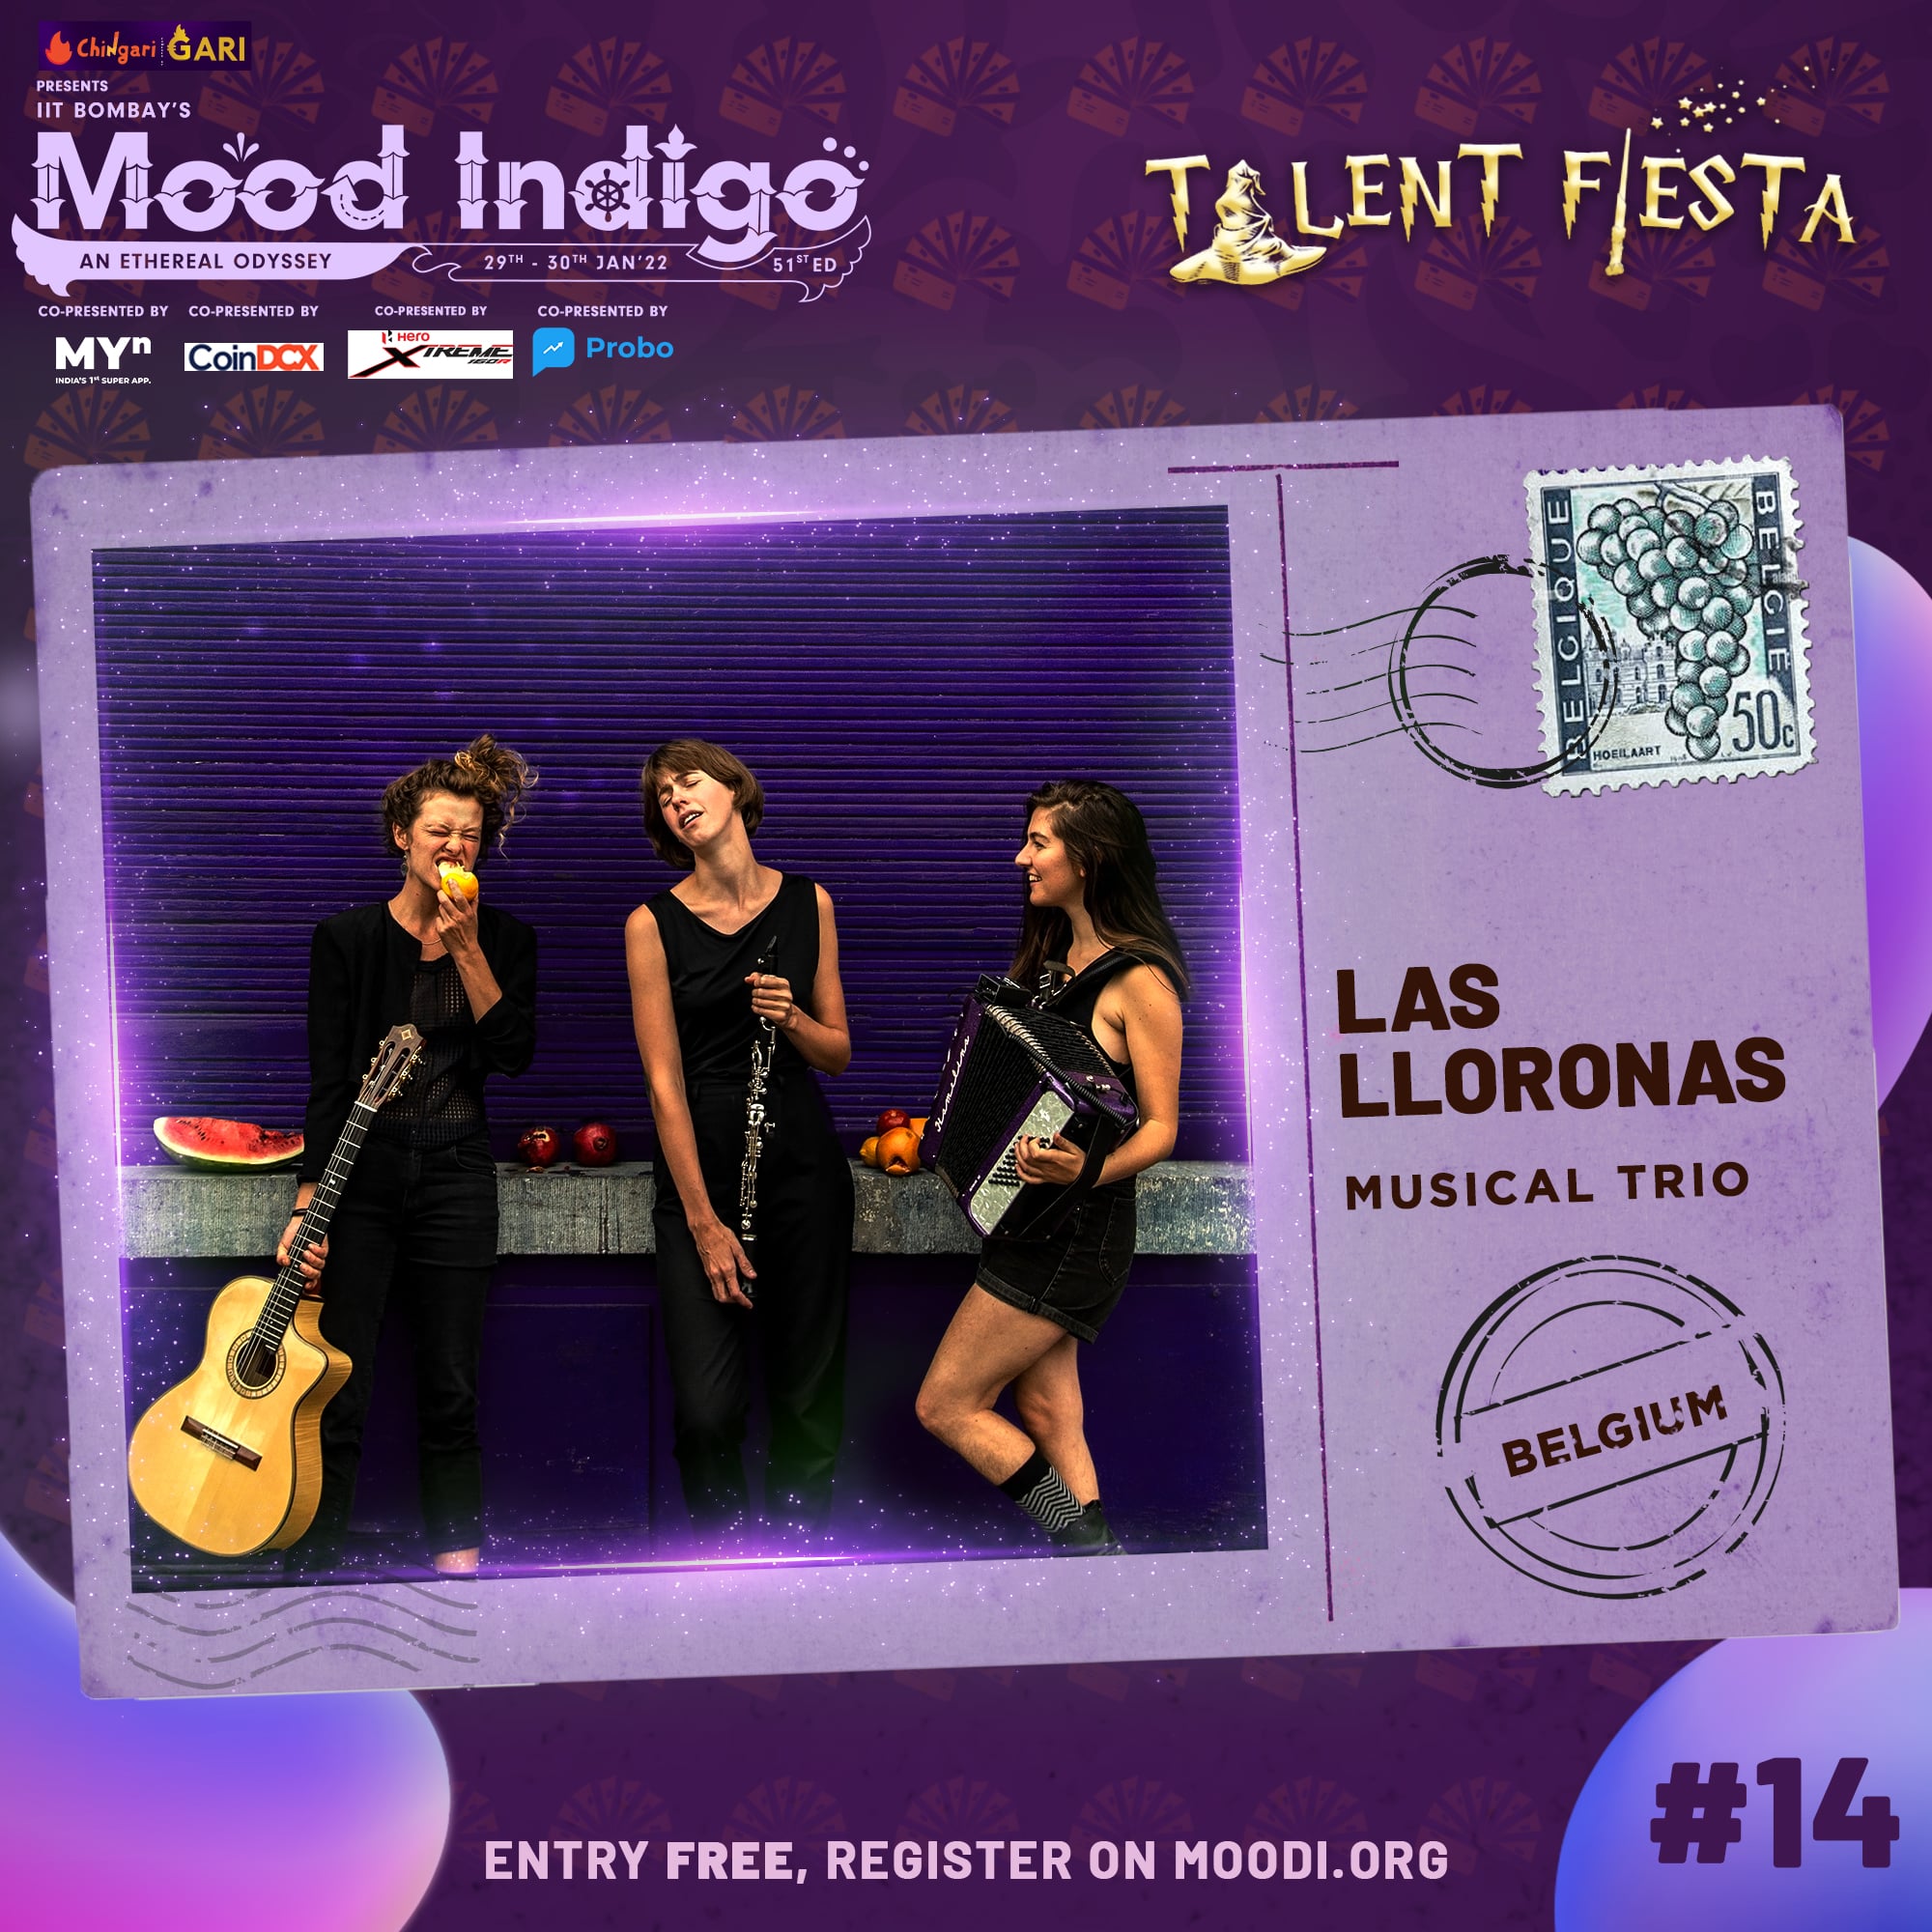 Chingari GARI
PRESENTS
IIT BOMBAY'S
Mood Indigo
AN ETHEREAL ODYSSEY
29TH - 30TH JAN'22
51ST ED
CO-PRESENTED BY CO-PRESENTED BY CO-PRESENTED BY CO-PRESENTED BY
MYn
INDIA'S 1st SUPER APP.
CoinDCX
Hero
XTREME
160R
Probo
TALENT FIESTA
BELGIQUE
BELGIË
50c
HOEILAART
LAS
LLORONAS
MUSICAL TRIO
BELGIUM
#14
ENTRY FREE, REGISTER ON MOODI.ORG